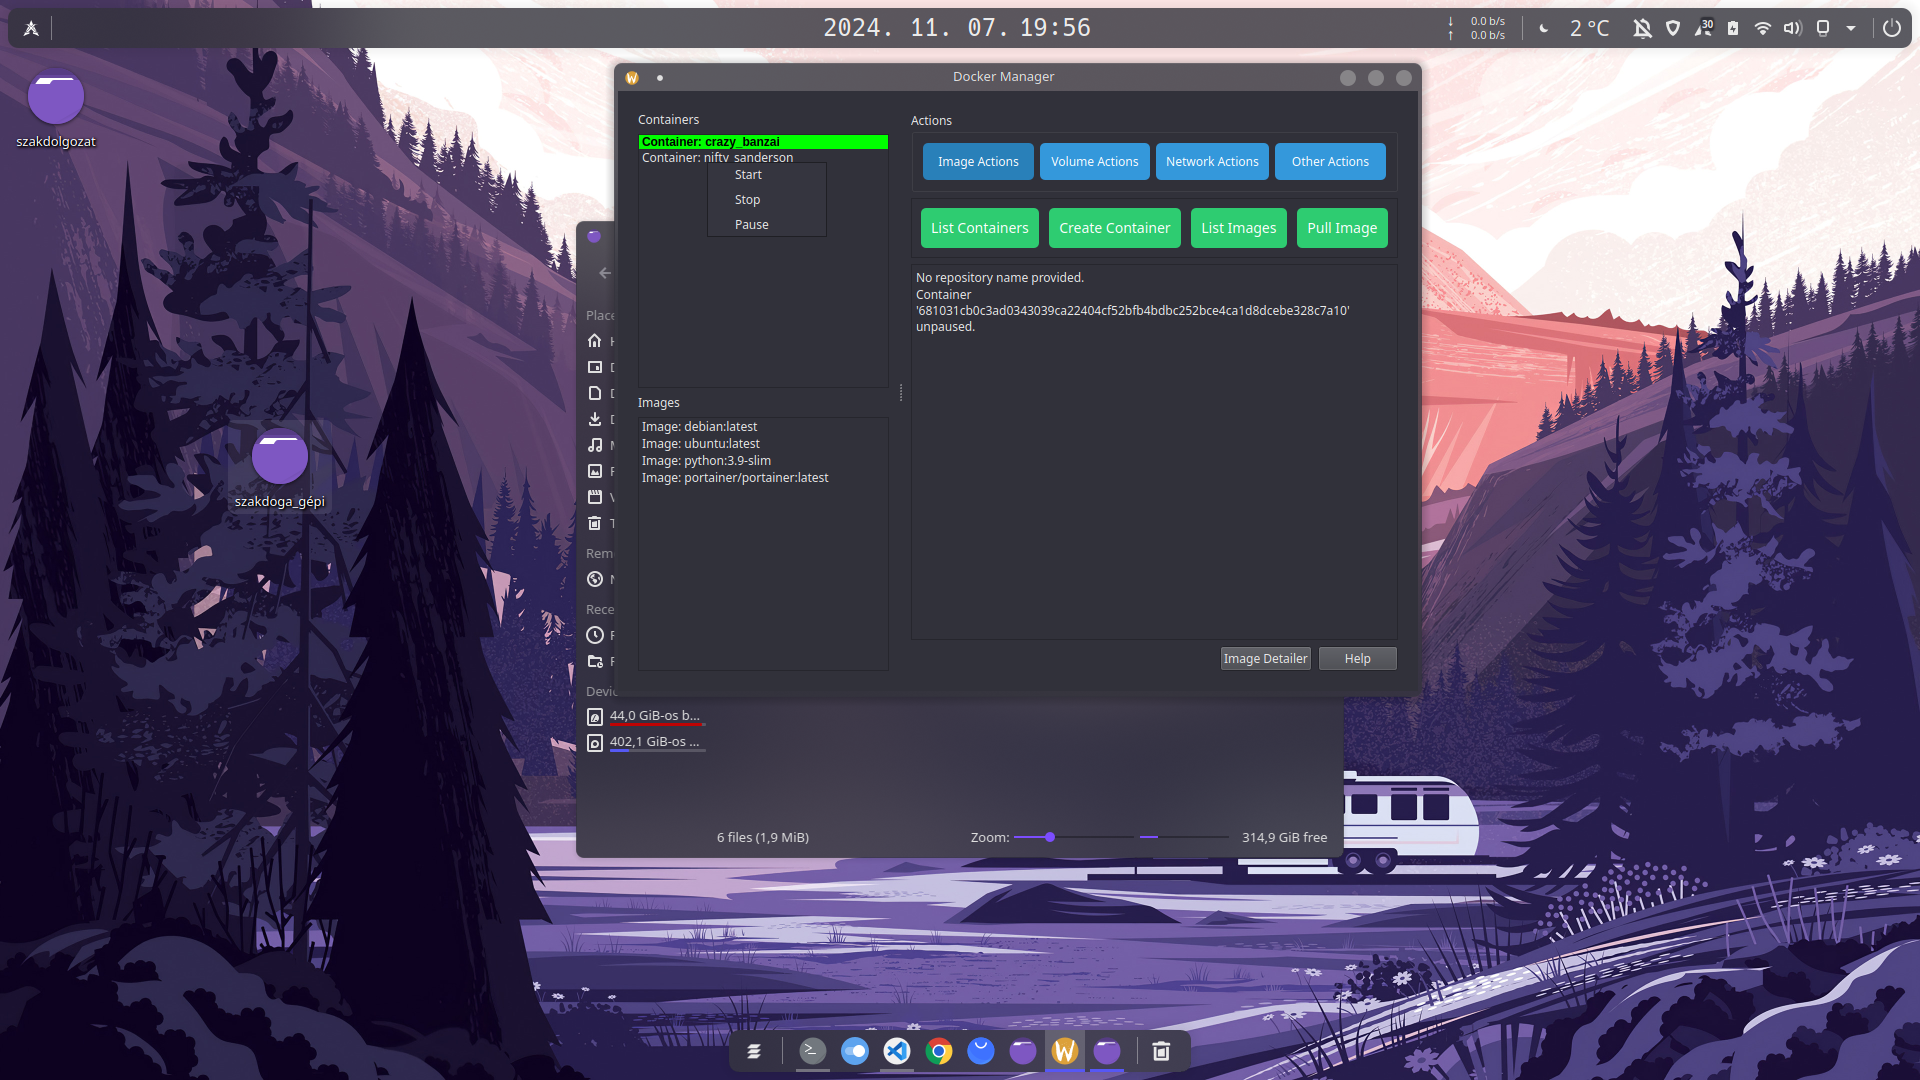 2024. 11. 07. 19:56
0.0 b/s
0.0 b/s
2 °C
30
szakdolgozat
szakdoga_gépi
Docker Manager
Containers
Container: crazy_banzai
Container: nifty_sanderson
Start
Stop
Pause
Images
Image: debian:latest
Image: ubuntu:latest
Image: python:3.9-slim
Image: portainer/portainer:latest
Actions
Image Actions
Volume Actions
Network Actions
Other Actions
List Containers
Create Container
List Images
Pull Image
No repository name provided.
Container
'681031cb0c3ad0343039ca22404cf52bfb4bdbc252bce4ca1d8dcebe328c7a10'
unpaused.
Image Detailer
Help
Place
Rem
Rece
Devic
44,0 GiB-os b...
402,1 GiB-os ...
6 files (1,9 MiB)
Zoom:
314,9 GiB free